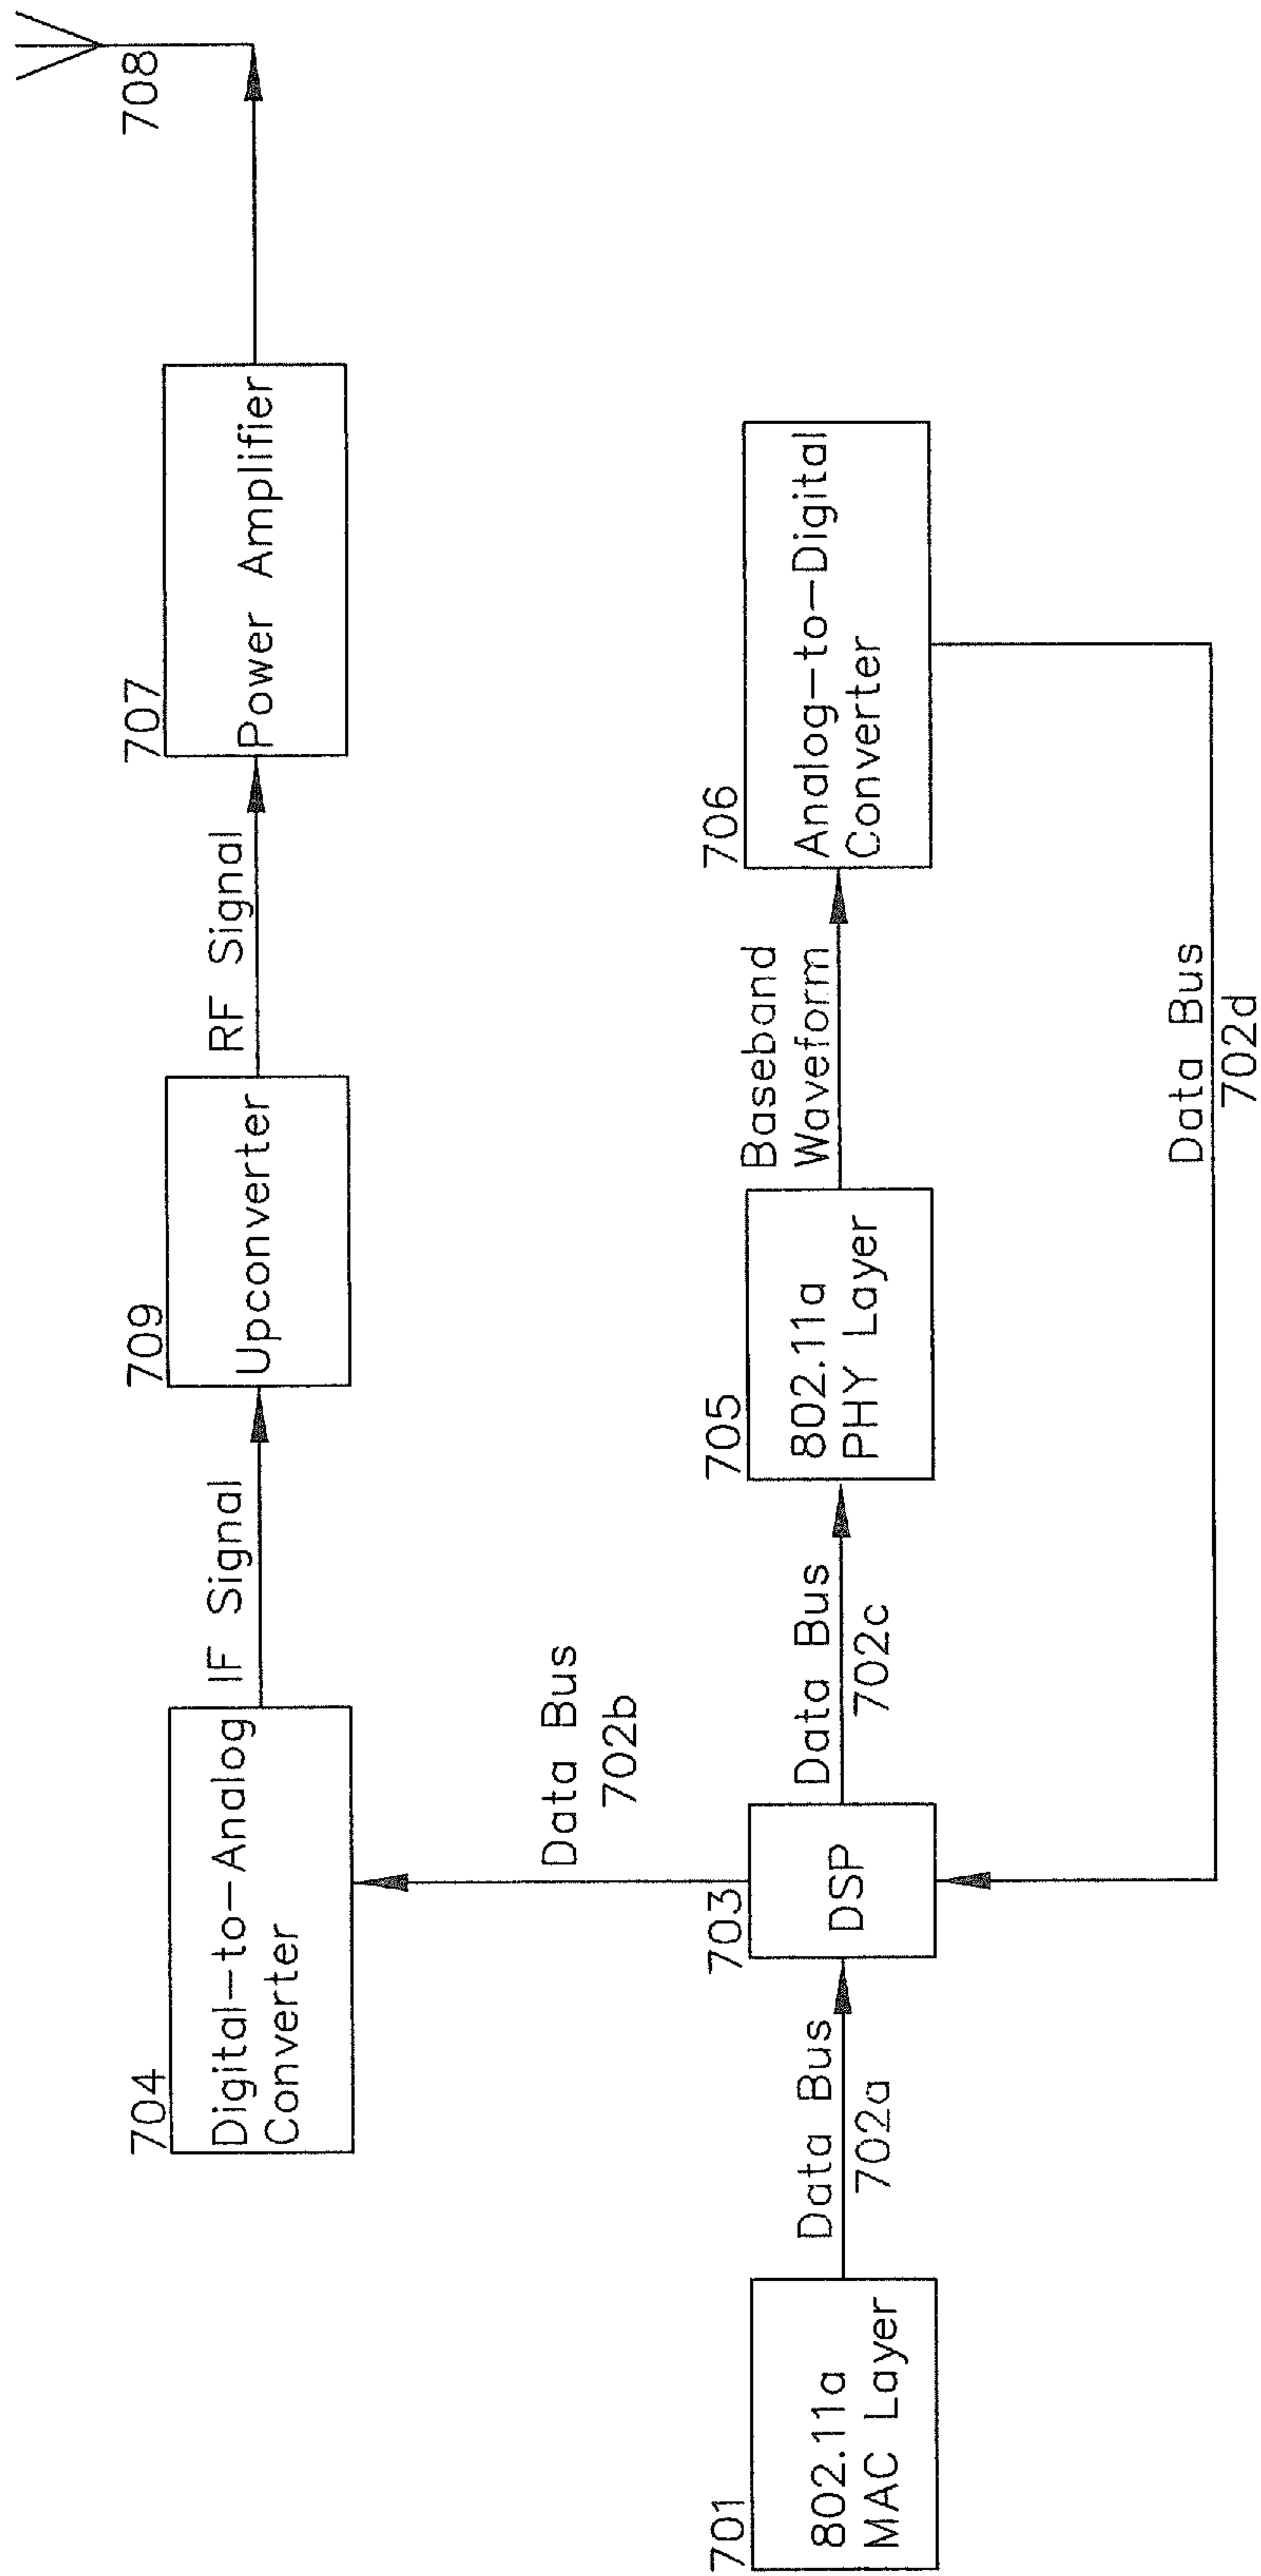 704
Digital-to-Analog
Converter
IF Signal
709
Upconverter
RF Signal
707
Power Amplifier
708
Data Bus
702b
701
802.11a
MAC Layer
Data Bus
702a
703
DSP
Data Bus
702c
705
802.11a
PHY Layer
Baseband
Waveform
706
Analog-to-Digital
Converter
Data Bus
702d